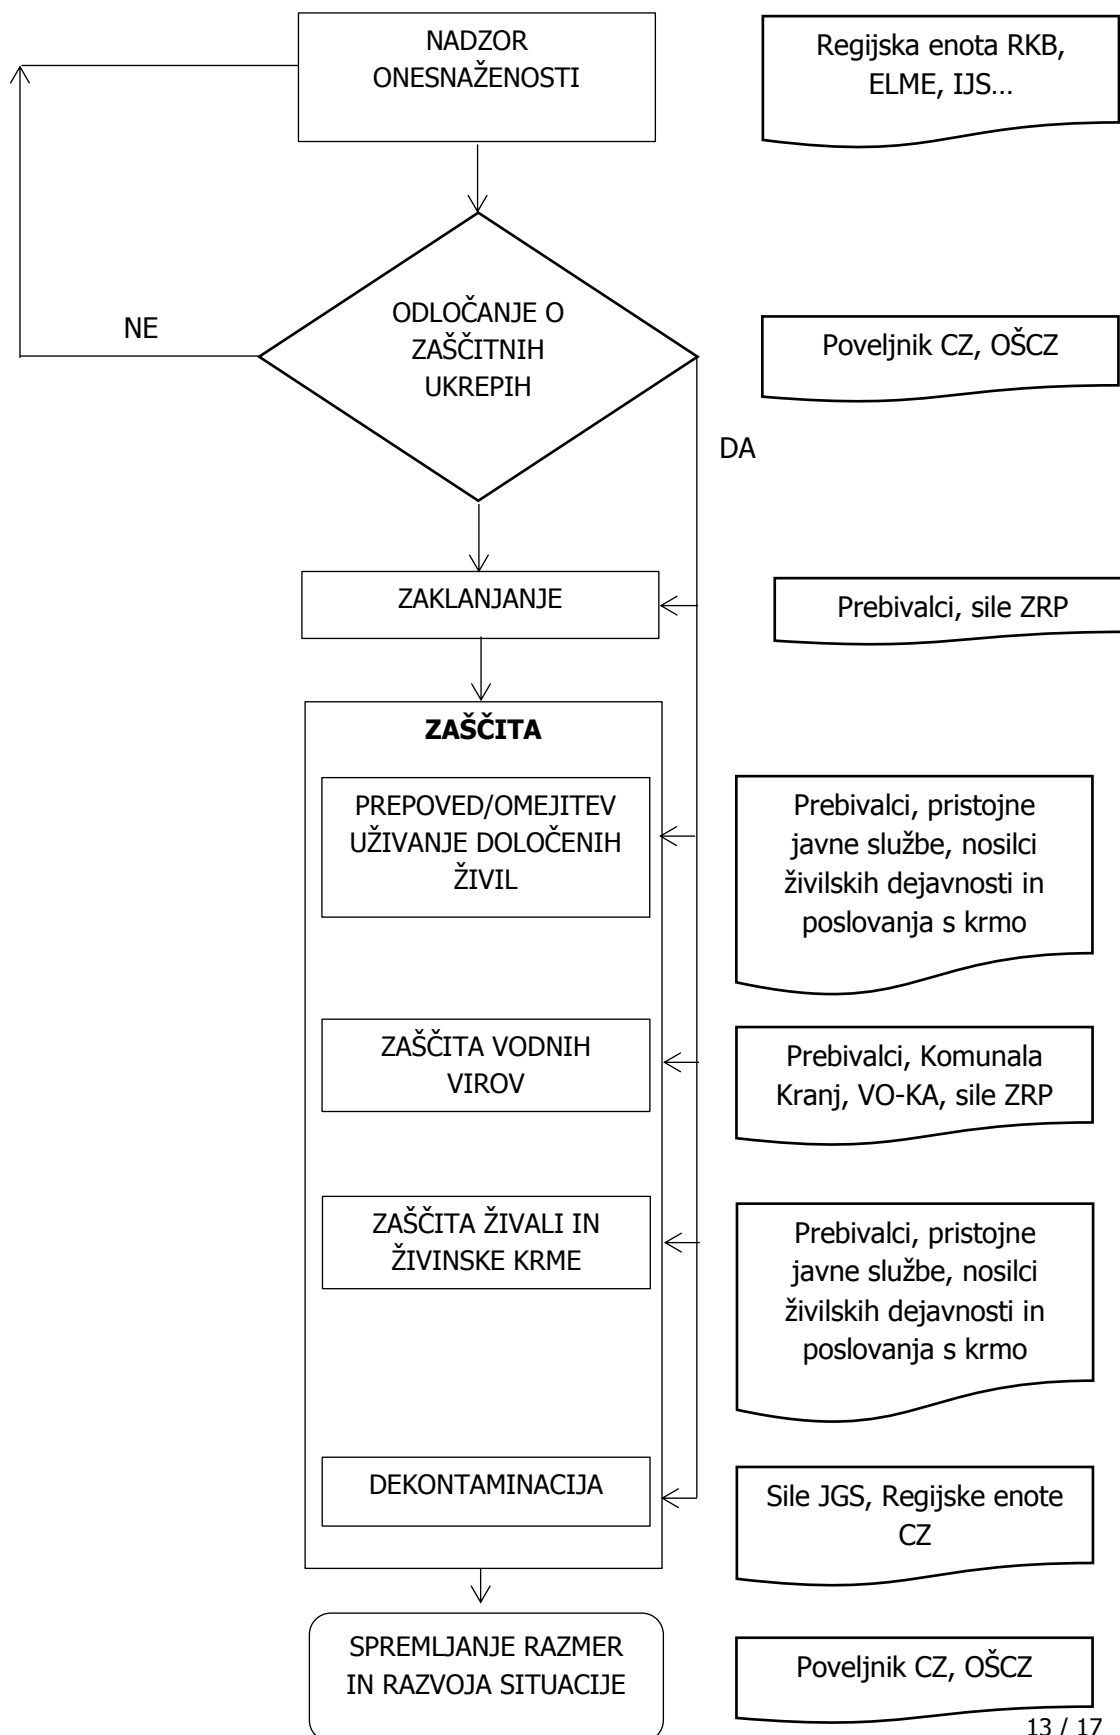 NADZOR
ONESNAŽENOSTI
Regijska enota RKB,
ELME, IJS...
NE
ODLOČANJE O
ZAŠČITNIH
UKREPIH
Poveljnik CZ, OŠCZ
DA
ZAKLANJANJE
Prebivalci, sile ZRP
ZAŠČITA
PREPOVED/OMEJITEV
UŽIVANJE DOLOČENIH
ŽIVIL
Prebivalci, pristojne
javne službe, nosilci
živilskih dejavnosti in
poslovanja s krmo
ZAŠČITA VODNIH
VIROV
Prebivalci, Komunala
Kranj, VO-KA, sile ZRP
ZAŠČITA ŽIVALI IN
ŽIVINSKE KRME
Prebivalci, pristojne
javne službe, nosilci
živilskih dejavnosti in
poslovanja s krmo
DEKONTAMINACIJA
Sile JGS, Regijske enote
CZ
SPREMLJANJE RAZMER
IN RAZVOJA SITUACIJE
Poveljnik CZ, OŠCZ
13 / 17